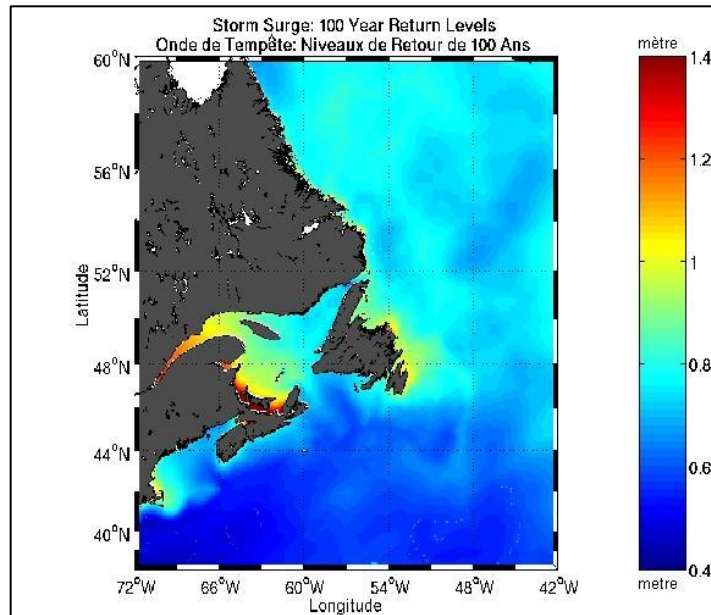 Storm Surge: 100 Year Return Levels
Onde de Tempête: Niveaux de Retour de 100 Ans
mètre
60°N
56°N
52°N
48°N
44°N
40°N
Latitude
72°W 66°W 60°W 54°W 48°W 42°W
Longitude
1.4
1.2
1
0.8
0.6
0.4
metre